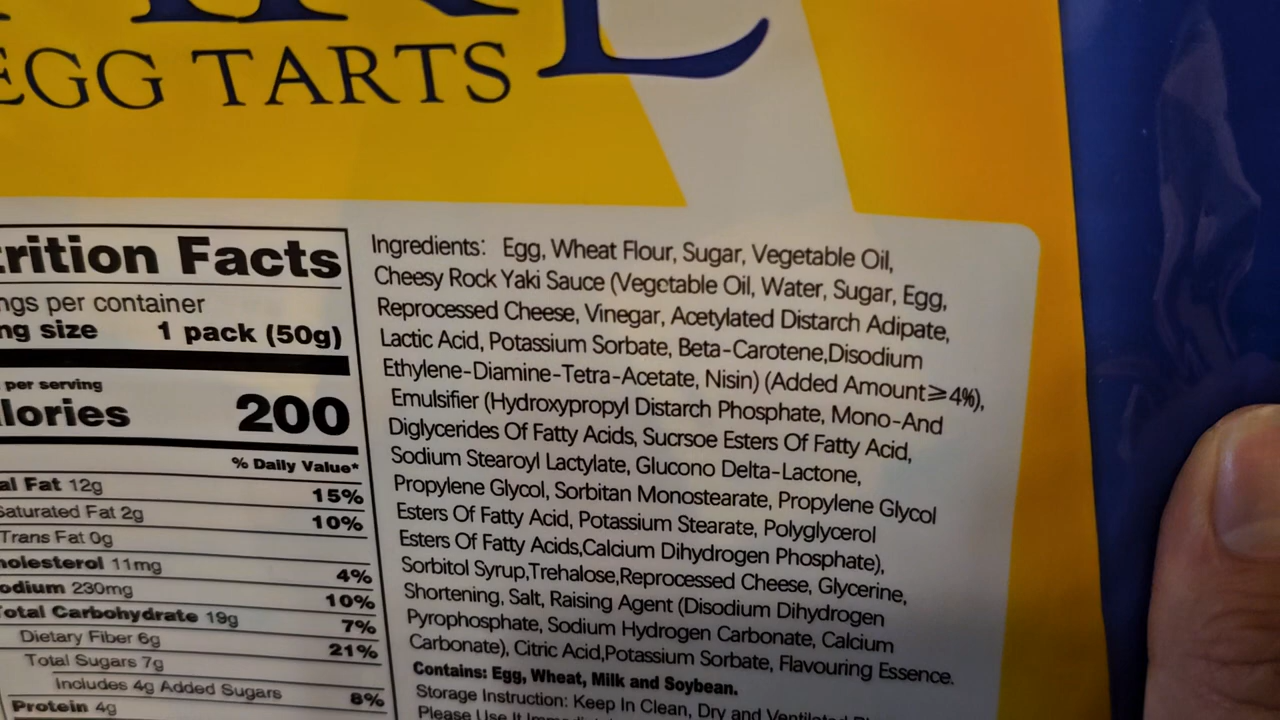 EGG TARTS
trition Facts
ngs per container
ng size 1 pack (50g)
per serving
lories 200
% Daily Value*
al Fat 12g 15%
Saturated Fat 2g 10%
Trans Fat 0g
holesterol 11mg 4%
odium 230mg 10%
Total Carbohydrate 19g 7%
Dietary Fiber 6g 21%
Total Sugars 7g
Includes 4g Added Sugars 8%
Protein 4g
Ingredients: Egg, Wheat Flour, Sugar, Vegetable Oil,
Cheesy Rock Yaki Sauce (Vegctable Oil, Water, Sugar, Egg,
Reprocessed Cheese, Vinegar, Acetylated Distarch Adipate,
Lactic Acid, Potassium Sorbate, Beta-Carotene,Disodium
Ethylene-Diamine-Tetra-Acetate, Nisin) (Added Amount⩾4%),
Emulsifier (Hydroxypropyl Distarch Phosphate, Mono-And
Diglycerides Of Fatty Acids, Sucrsoe Esters Of Fatty Acid,
Sodium Stearoyl Lactylate, Glucono Delta-Lactone,
Propylene Glycol, Sorbitan Monostearate, Propylene Glycol
Esters Of Fatty Acid, Potassium Stearate, Polyglycerol
Esters Of Fatty Acids,Calcium Dihydrogen Phosphate),
Sorbitol Syrup,Trehalose,Reprocessed Cheese, Glycerine,
Shortening, Salt, Raising Agent (Disodium Dihydrogen
Pyrophosphate, Sodium Hydrogen Carbonate, Calcium
Carbonate), Citric Acid,Potassium Sorbate, Flavouring Essence.
Contains: Egg, Wheat, Milk and Soybean.
Storage Instruction: Keep In Clean, Dry and Ventilated
Please Use It